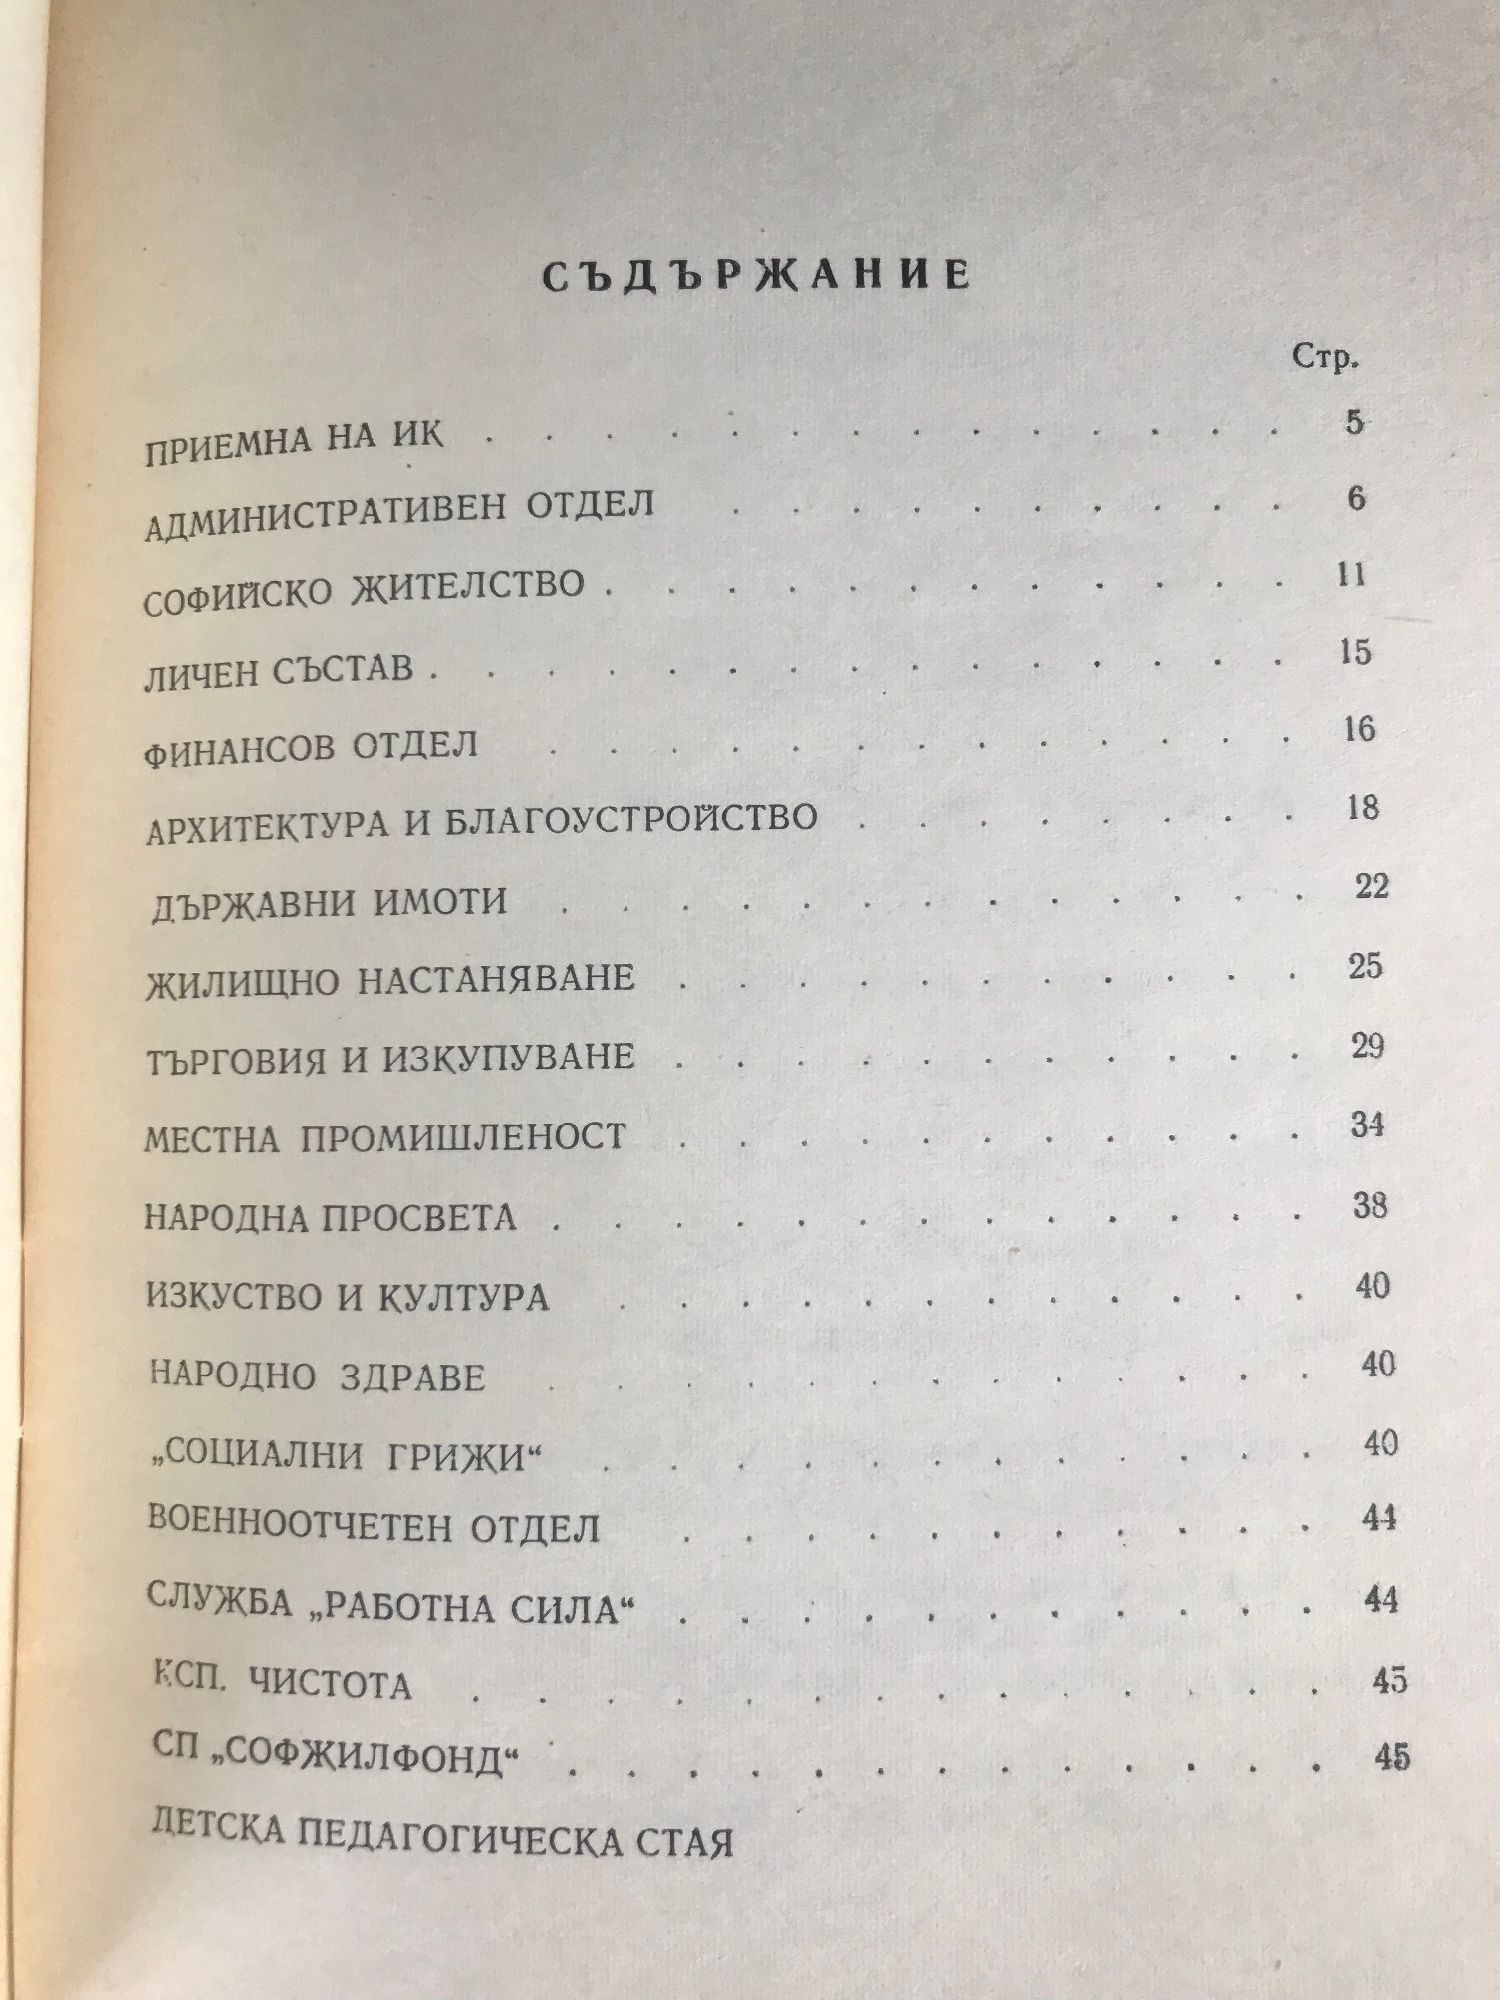 СЪДЪРЖАНИЕ
Стр.
ПРИЕМНА НА ИК . . . . . . . . . . . . . . 5
АДМИНИСТРАТИВЕН ОТДЕЛ . . . . . . . . . . 6
СОФИЙСКО ЖИТЕЛСТВО . . . . . . . . . . . . 11
ЛИЧЕН СЪСТАВ . . . . . . . . . . . . . . . 15
ФИНАНСОВ ОТДЕЛ . . . . . . . . . . . . . 16
АРХИТЕКТУРА И БЛАГОУСТРОЙСТВО . . . . . . . . 18
ДЪРЖАВНИ ИМОТИ . . . . . . . . . . . . . 22
ЖИЛИЩНО НАСТАНЯВАНЕ . . . . . . . . . . . 25
ТЪРГОВИЯ И ИЗКУПУВАНЕ . . . . . . . . . . . 29
МЕСТНА ПРОМИШЛЕНОСТ . . . . . . . . . . . 34
НАРОДНА ПРОСВЕТА . . . . . . . . . . . . . 38
ИЗКУСТВО И КУЛТУРА . . . . . . . . . . . . 40
НАРОДНО ЗДРАВЕ . . . . . . . . . . . . . 40
„СОЦИАЛНИ ГРИЖИ“ . . . . . . . . . . . . 40
ВОЕННООТЧЕТЕН ОТДЕЛ . . . . . . . . . . . 44
СЛУЖБА „РАБОТНА СИЛА“ . . . . . . . . . . . 44
КСП. ЧИСТОТА . . . . . . . . . . . . . . 45
СП „СОФЖИЛФОНД“ . . . . . . . . . . . . . 45
ДЕТСКА ПЕДАГОГИЧЕСКА СТАЯ